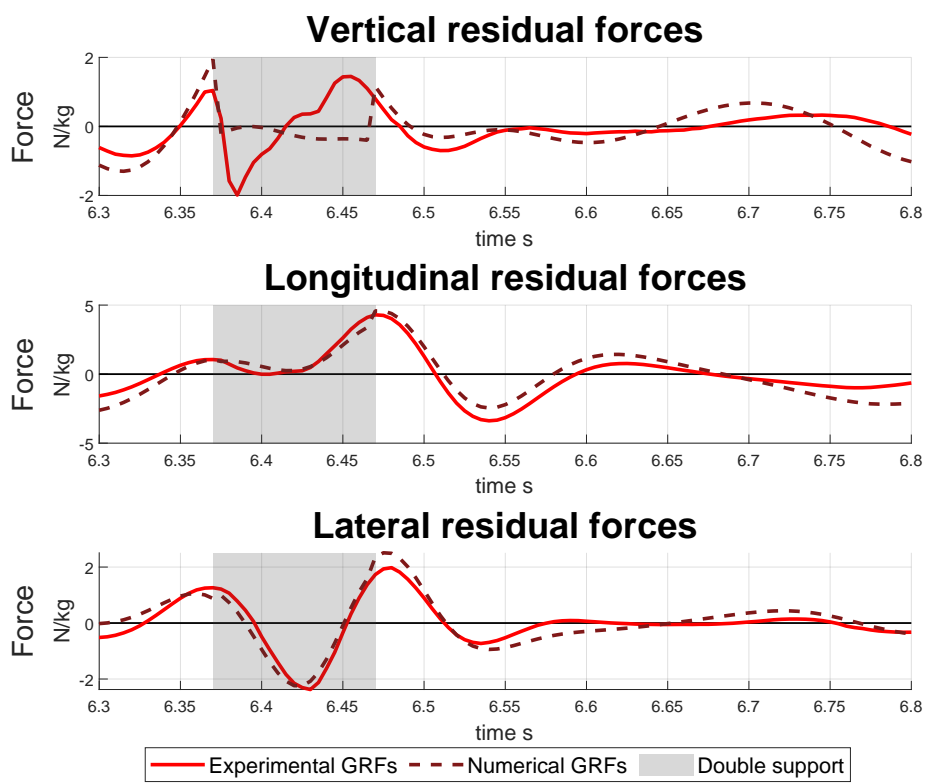 Vertical residual forces
Force
N/kg
2
0
-2
6.3 6.35 6.4 6.45 6.5 6.55 6.6 6.65 6.7 6.75 6.8
time s
Longitudinal residual forces
Force
N/kg
5
0
-5
6.3 6.35 6.4 6.45 6.5 6.55 6.6 6.65 6.7 6.75 6.8
time s
Lateral residual forces
Force
N/kg
2
0
-2
6.3 6.35 6.4 6.45 6.5 6.55 6.6 6.65 6.7 6.75 6.8
time s
Experimental GRFs Numerical GRFs Double support